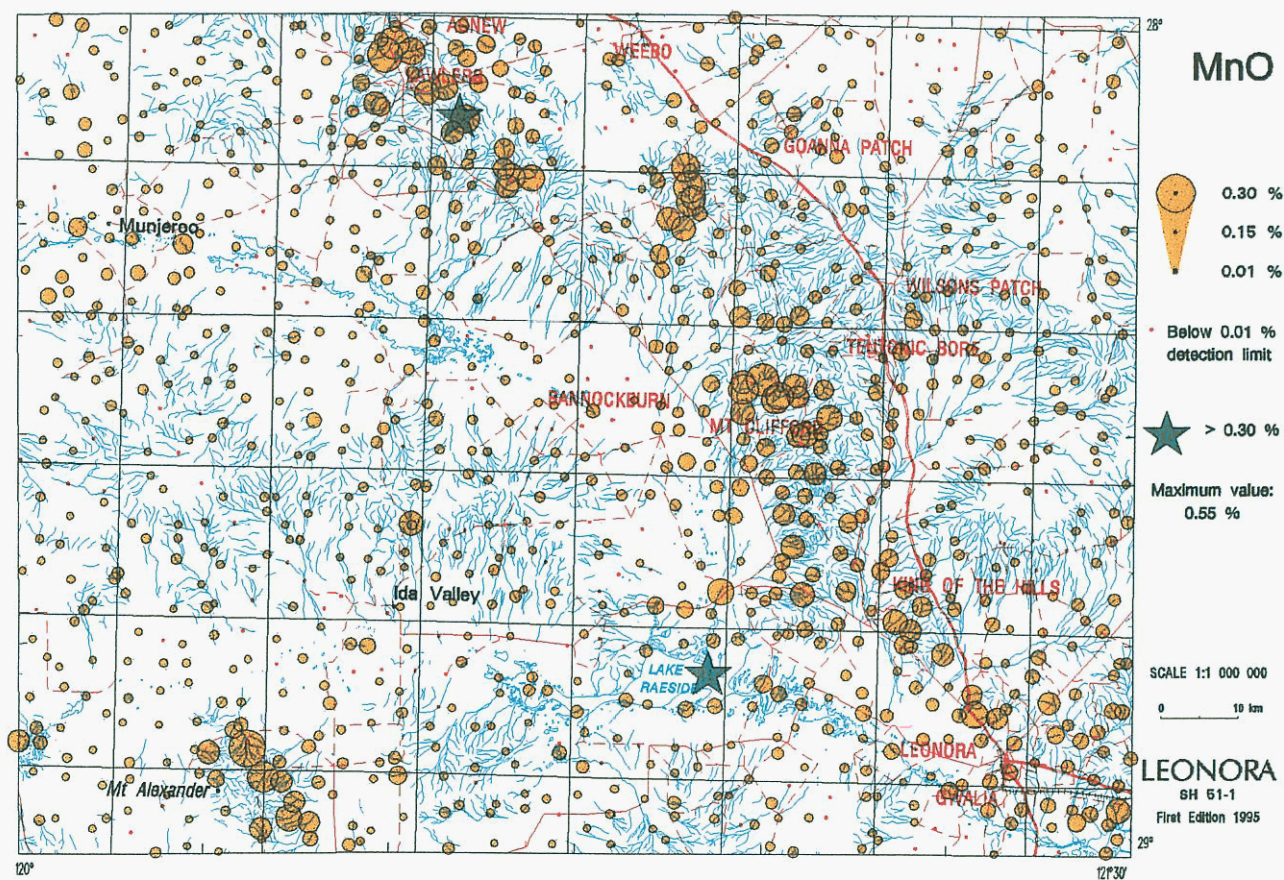 28°
AGNEW
WEEBO
MnO
LAWLERS
GOANNA PATCH
0.30 %
Munjeroo
0.15 %
0.01 %
WILSONS PATCH
Below 0.01 %
detection limit
TEUTONIC BORE
BANNOCKBURN
MT CLIFFORD
> 0.30 %
Maximum value:
0.55 %
Ida Valley
KING OF THE HILLS
LAKE
RAESIDE
SCALE 1:1 000 000
0 10 km
LEONORA
Mt Alexander
GWALIA
LEONORA
SH 51-1
First Edition 1995
29°
120°
121°30'